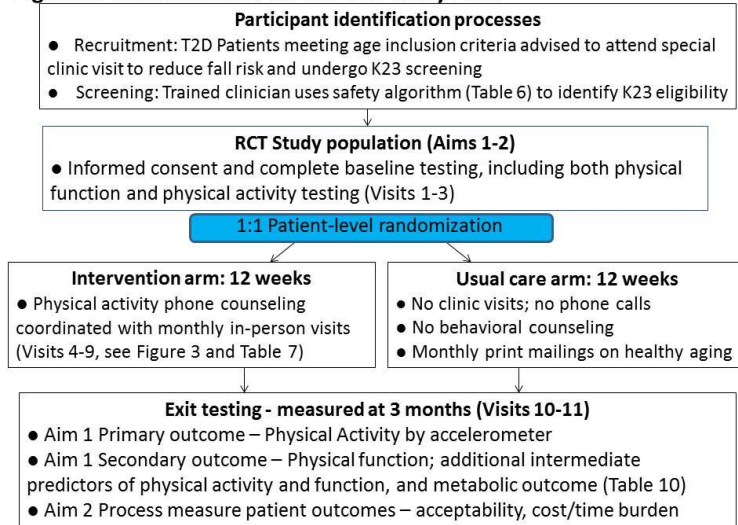 Participant identification processes
● Recruitment: T2D Patients meeting age inclusion criteria advised to attend special
clinic visit to reduce fall risk and undergo K23 screening
● Screening: Trained clinician uses safety algorithm (Table 6) to identify K23 eligibility
RCT Study population (Aims 1-2)
● Informed consent and complete baseline testing, including both physical
function and physical activity testing (Visits 1-3)
1:1 Patient-level randomization
Intervention arm: 12 weeks
● Physical activity phone counseling
coordinated with monthly in-person visits
(Visits 4-9, see Figure 3 and Table 7)
Usual care arm: 12 weeks
● No clinic visits; no phone calls
● No behavioral counseling
● Monthly print mailings on healthy aging
Exit testing - measured at 3 months (Visits 10-11)
● Aim 1 Primary outcome – Physical Activity by accelerometer
● Aim 1 Secondary outcome – Physical function; additional intermediate
predictors of physical activity and function, and metabolic outcome (Table 10)
● Aim 2 Process measure patient outcomes – acceptability, cost/time burden